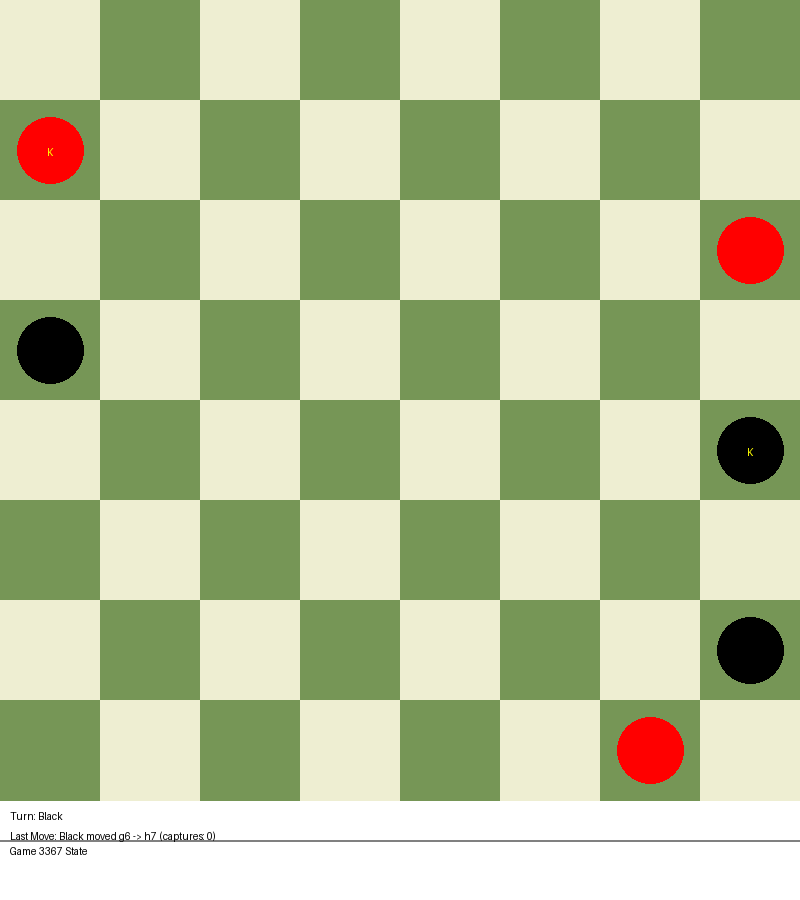 K
K
Turn: Black
Last Move: Black moved g6 -> h7 (captures: 0)
Game 3367 State